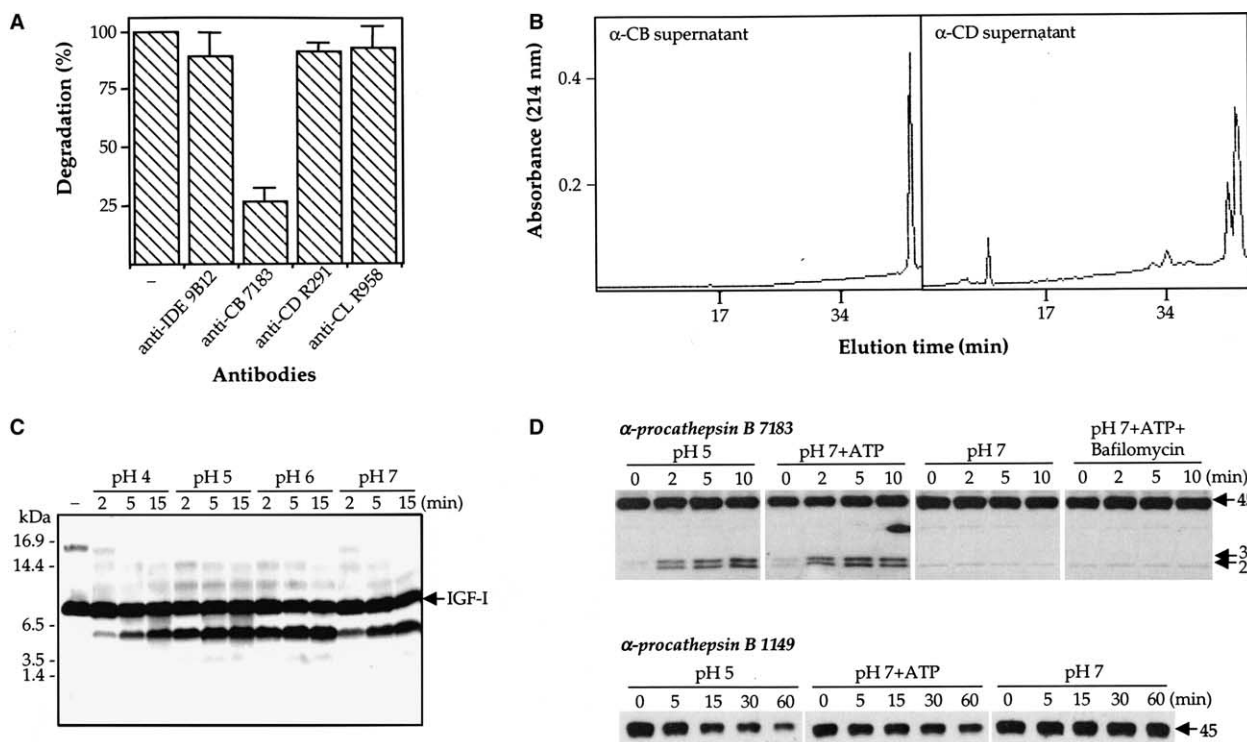 A
Degradation (%)
100
75
50
25
–
anti-IDE 9B12
anti-CB 7183
anti-CD R291
anti-CL R958
Antibodies
B
Absorbance (214 nm)
0.4
0.2
α-CB supernatant
α-CD supernatant
17 34 17 34
Elution time (min)
C
pH 4 pH 5 pH 6 pH 7
– 2 5 15 2 5 15 2 5 15 2 5 15 (min)
kDa
16.9 -
14.4 -
6.5 -
3.5 -
1.4 -
IGF-I
D
α-procathepsin B 7183
pH 5 pH 7+ATP pH 7 pH 7+ATP+
Bafilomycin
0 2 5 10 0 2 5 10 0 2 5 10 0 2 5 10 (min)
α-procathepsin B 1149
pH 5 pH 7+ATP pH 7
0 5 15 30 60 0 5 15 30 60 0 5 15 30 60 (min)
45